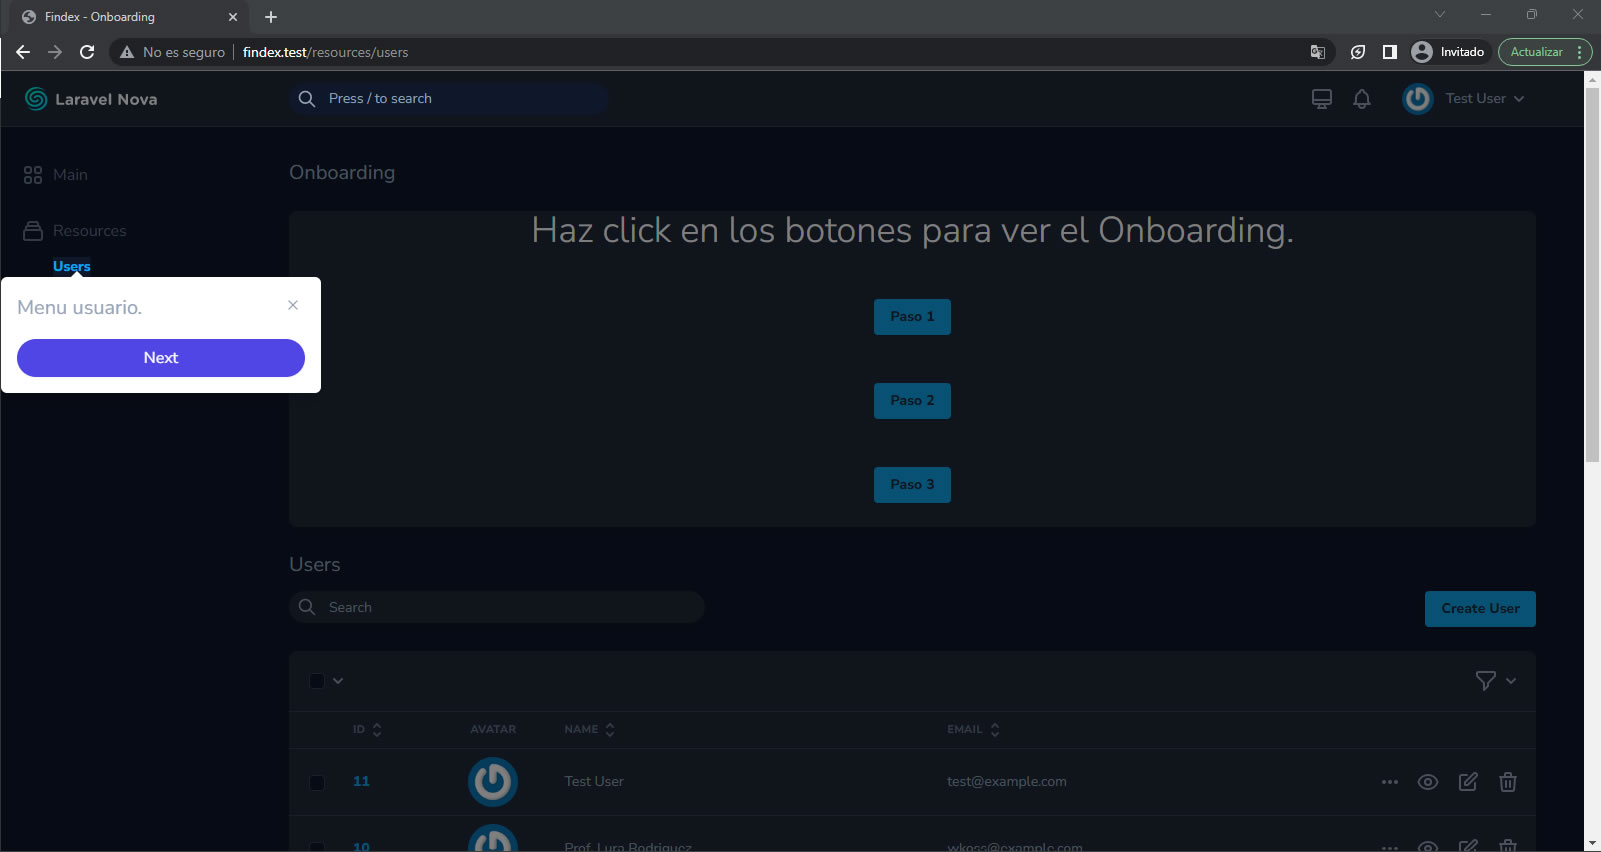 Findex - Onboarding
No es seguro
findex.test/resources/users
Invitado
Actualizar
Laravel Nova
Press / to search
Test User
Main
Onboarding
Resources
Haz click en los botones para ver el Onboarding.
Users
Menu usuario.
Next
Paso 1
Paso 2
Paso 3
Users
Search
Create User
ID
AVATAR
NAME
EMAIL
11
Test User
test@example.com
10
Prof. Lura Rodriguez
wkoss@example.com